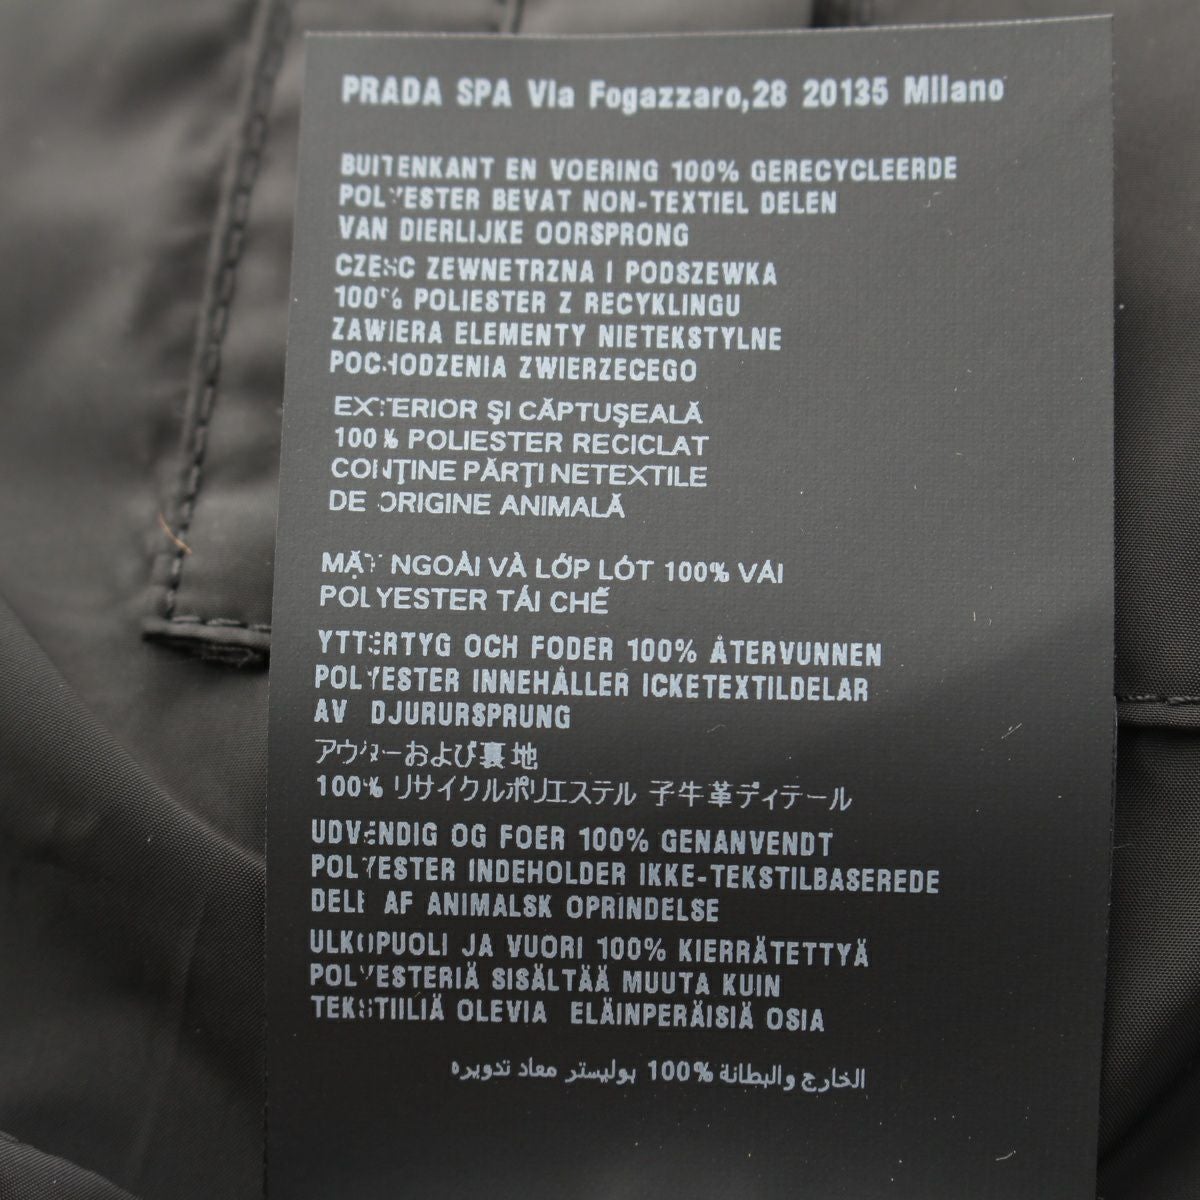 PRADA SPA Via Fogazzaro,28 20135 Milano
BUITENKANT EN VOERING 100% GERECYCLEERDE
POLYESTER BEVAT NON-TEXTIEL DELEN
VAN DIERLIJKE OORSPRONG
CZESC ZEWNETRZNA I PODSZEWKA
100% POLIESTER Z RECYKLINGU
ZAWIERA ELEMENTY NIETEKSTYLNE
POCHODZENIA ZWIERZECEGO
EXTERIOR ŞI CĂPTUŞEALĂ
100% POLIESTER RECICLAT
CONŢINE PĂRŢI NETEXTILE
DE ORIGINE ANIMALĂ
MẶT NGOÀI VÀ LỚP LÓT 100% VẢI
POLYESTER TÁI CHẾ
YTTERTYG OCH FODER 100% ÅTERVUNNEN
POLYESTER INNEHÅLLER ICKETEXTILDELAR
AV DJURURSPRUNG
アウターおよび裏地
100% リサイクルポリエステル 子牛革ディテール
UDVENDIG OG FOER 100% GENANVENDT
POLYESTER INDEHOLDER IKKE-TEKSTILBASEREDE
DELE AF ANIMALSK OPRINDELSE
ULKOPUOLI JA VUORI 100% KIERRÄTETTYÄ
POLYESTERIÄ SISÄLTÄÄ MUUTA KUIN
TEKSTIILIÄ OLEVIA ELÄINPERÄISIÄ OSIA
الخارج والبطانة 100% بوليستر معاد تدويره